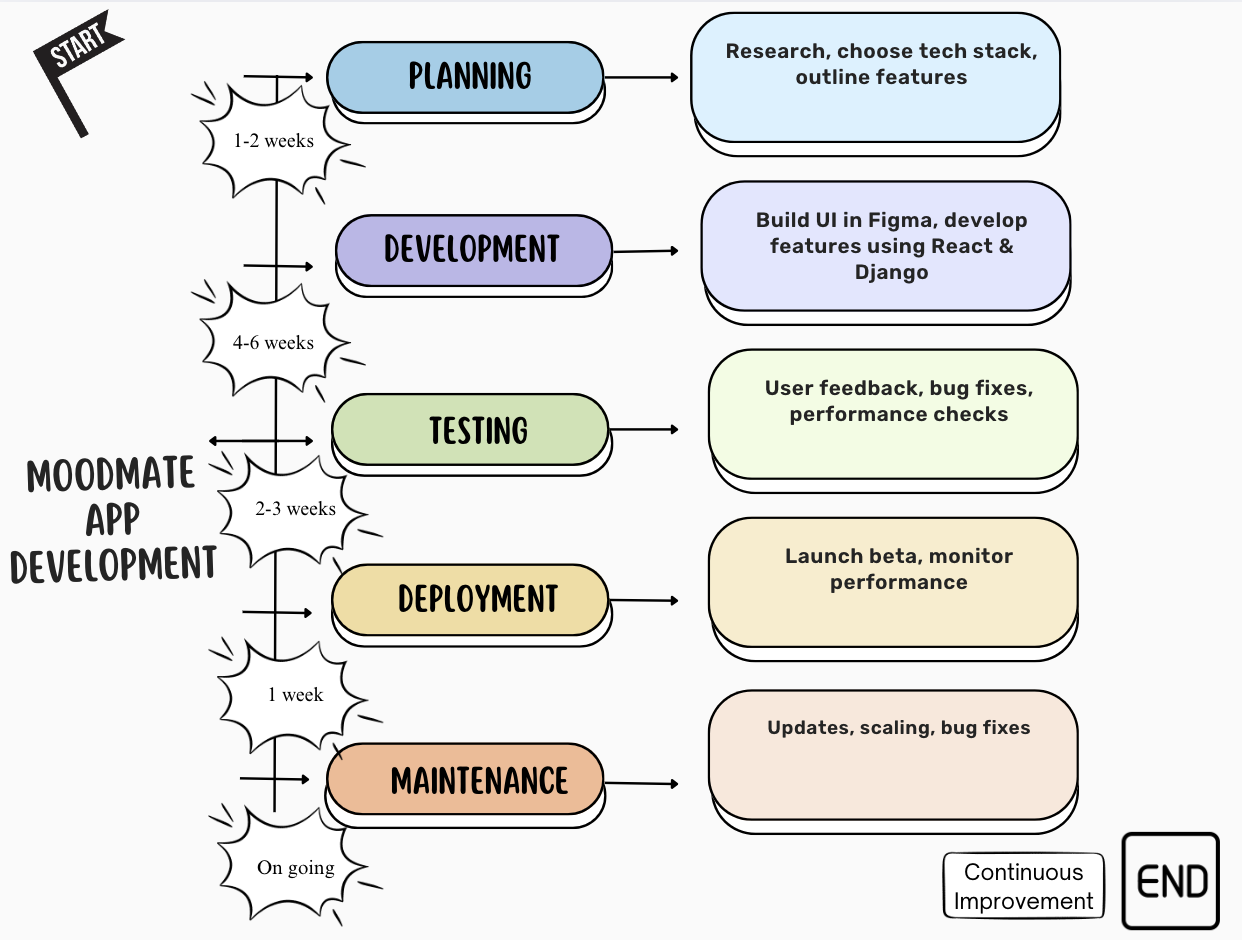 START
PLANNING
Research, choose tech stack,
outline features
1-2 weeks
DEVELOPMENT
Build UI in Figma, develop
features using React &
Django
4-6 weeks
TESTING
User feedback, bug fixes,
performance checks
MOODMATE
APP
DEVELOPMENT
2-3 weeks
DEPLOYMENT
Launch beta, monitor
performance
1 week
MAINTENANCE
Updates, scaling, bug fixes
On going
Continuous
Improvement
END